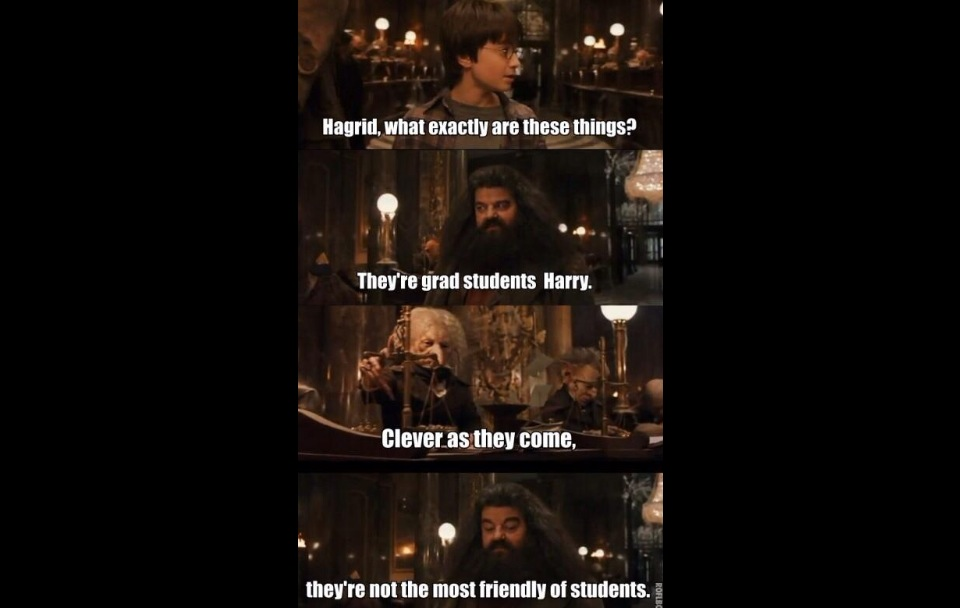 Hagrid, what exactly are these things?
They're grad students Harry.
Clever as they come,
they're not the most friendly of students.